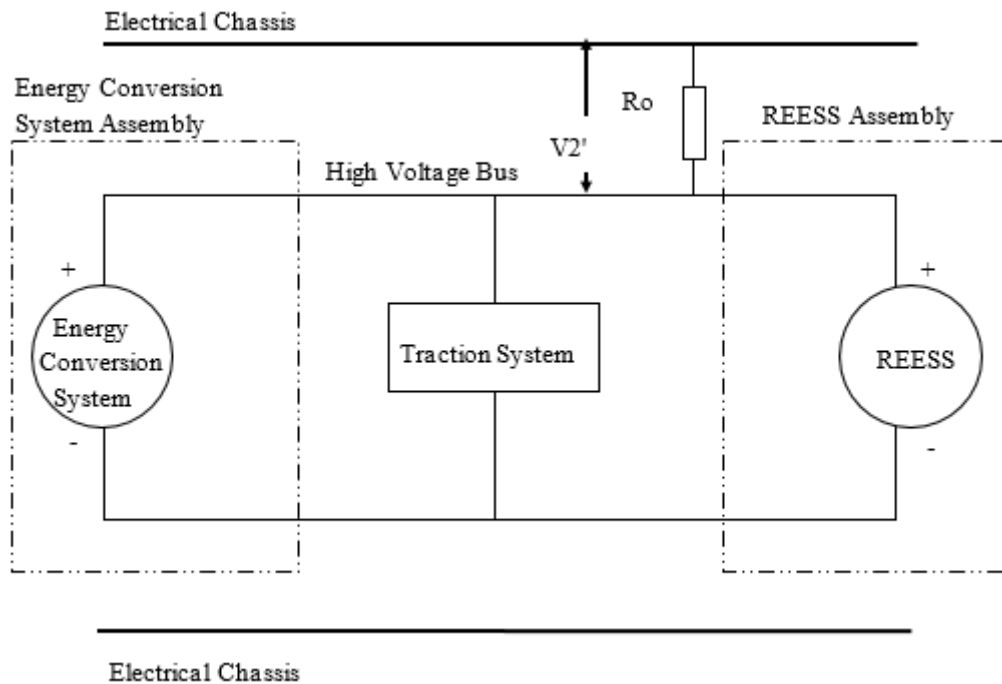 Electrical Chassis
Energy Conversion
System Assembly
Ro
REESS Assembly
V2'
High Voltage Bus
+
+
Energy
Conversion
System
Traction System
REESS
-
-
Electrical Chassis